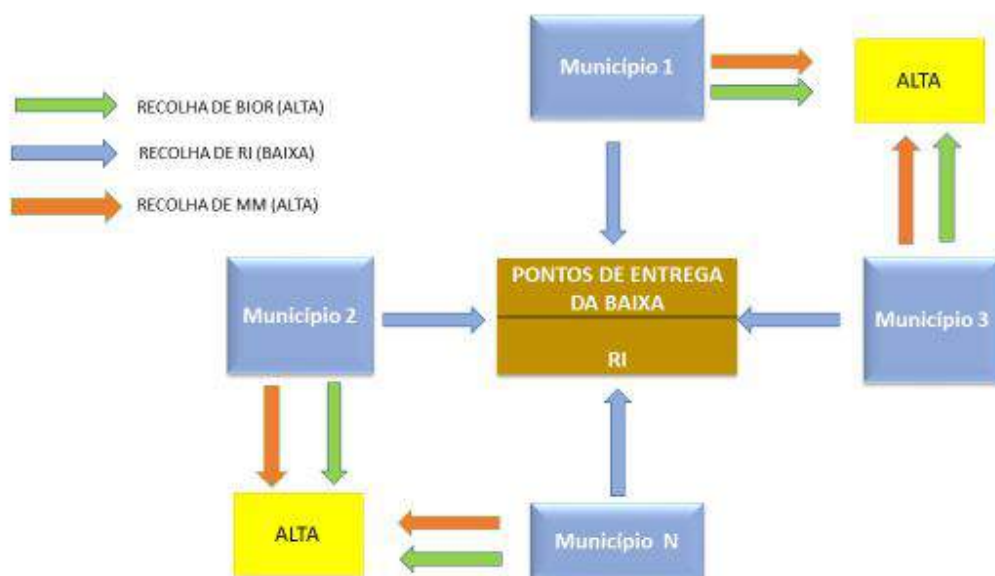 Município 1
ALTA
RECOLHA DE BIOR (ALTA)
RECOLHA DE RI (BAIXA)
RECOLHA DE MM (ALTA)
Município 2
PONTOS DE ENTREGA
DA BAIXA
RI
Município 3
ALTA
Município N